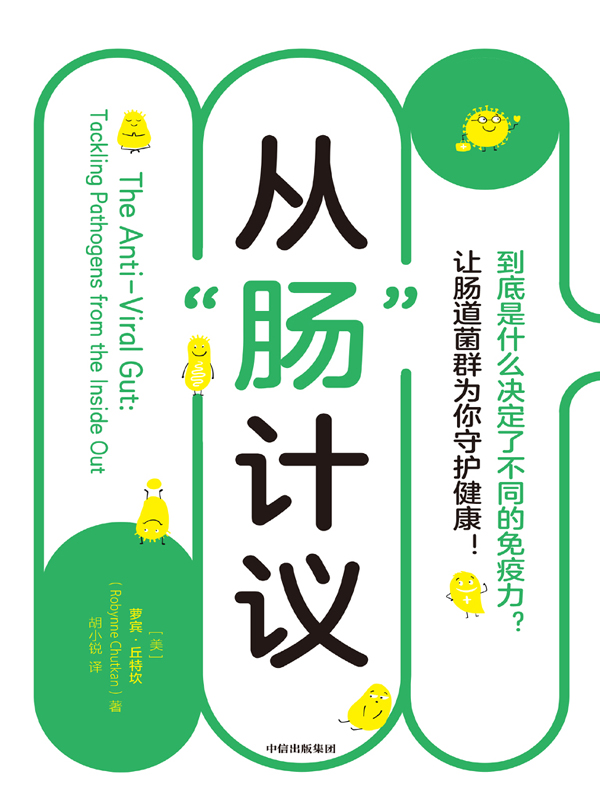 从
“肠”
计
议
The Anti-Viral Gut:
Tackling Pathogens from the Inside Out
到底是什么决定了不同的免疫力？
让肠道菌群为你守护健康！
［美］
萝宾·丘特坎
（Robynne Chutkan）著
胡小锐 译
中信出版集团